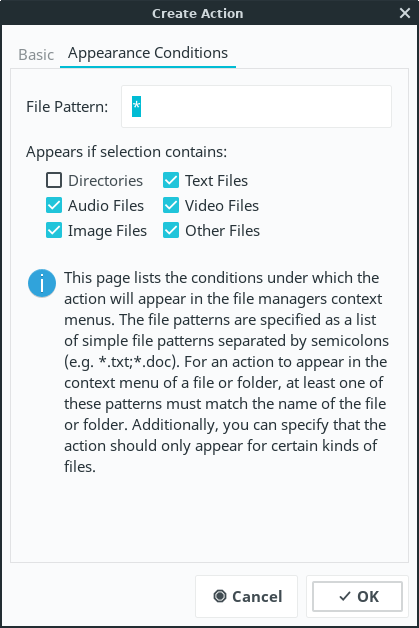 Create Action
Basic Appearance Conditions
File Pattern: *
Appears if selection contains:
Directories Text Files
Audio Files Video Files
Image Files Other Files
This page lists the conditions under which the
action will appear in the file managers context
menus. The file patterns are specified as a list
of simple file patterns separated by semicolons
(e.g. *.txt;*.doc). For an action to appear in the
context menu of a file or folder, at least one of
these patterns must match the name of the file
or folder. Additionally, you can specify that the
action should only appear for certain kinds of
files.
Cancel OK